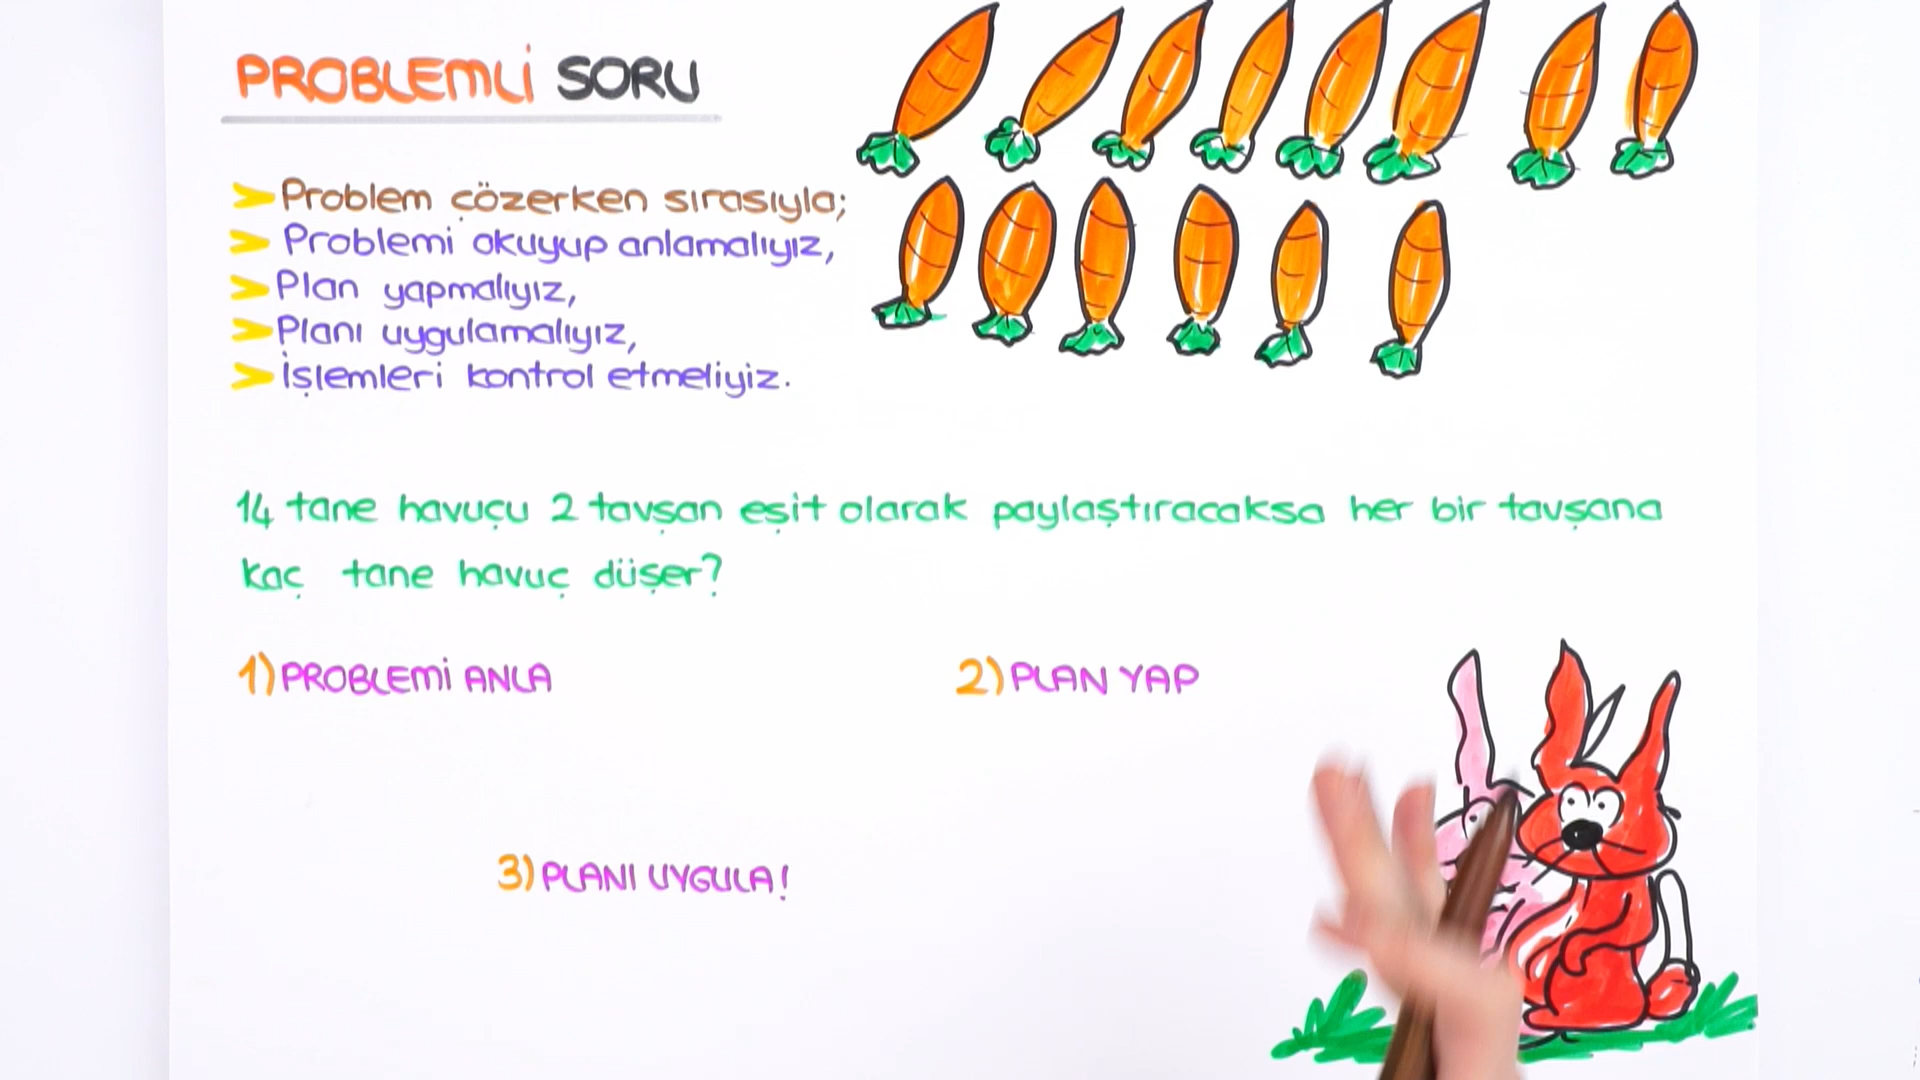 PROBLEMLİ SORU
Problem çözerken sırasıyla;
Problemi okuyup anlamalıyız,
Plan yapmalıyız,
Planı uygulamalıyız,
İşlemleri kontrol etmeliyiz.
14 tane havuçu 2 tavşan eşit olarak paylaştıracaksa her bir tavşana
kaç tane havuç düşer?
1) PROBLEMİ ANLA
2) PLAN YAP
3) PLANI UYGULA!